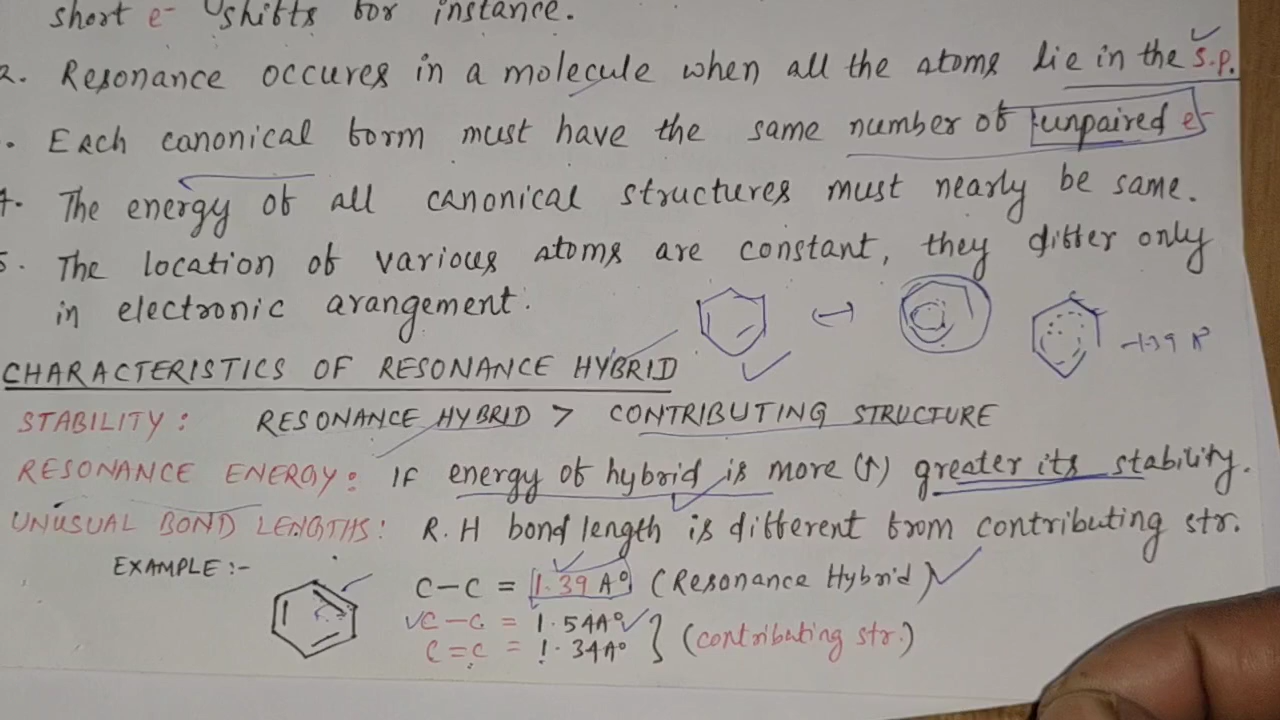 short e- shifts for instance.
2. Resonance occures in a molecule when all the atoms lie in the s.p.
. Each canonical form must have the same number of unpaired e-
4. The energy of all canonical structures must nearly be same.
5. The location of various atoms are constant, they differ only
in electronic arangement.
1.39 A°
CHARACTERISTICS OF RESONANCE HYBRID
STABILITY: RESONANCE HYBRID > CONTRIBUTING STRUCTURE
RESONANCE ENERGY: IF energy of hybrid is more (↑) greater its stability.
UNUSUAL BOND LENGTHS: R.H bond length is different from contributing str.
EXAMPLE:- C-C = 1.39 A° (Resonance Hybrid)
C-C = 1.54A°
C=C = 1.34A° } (contributing str.)